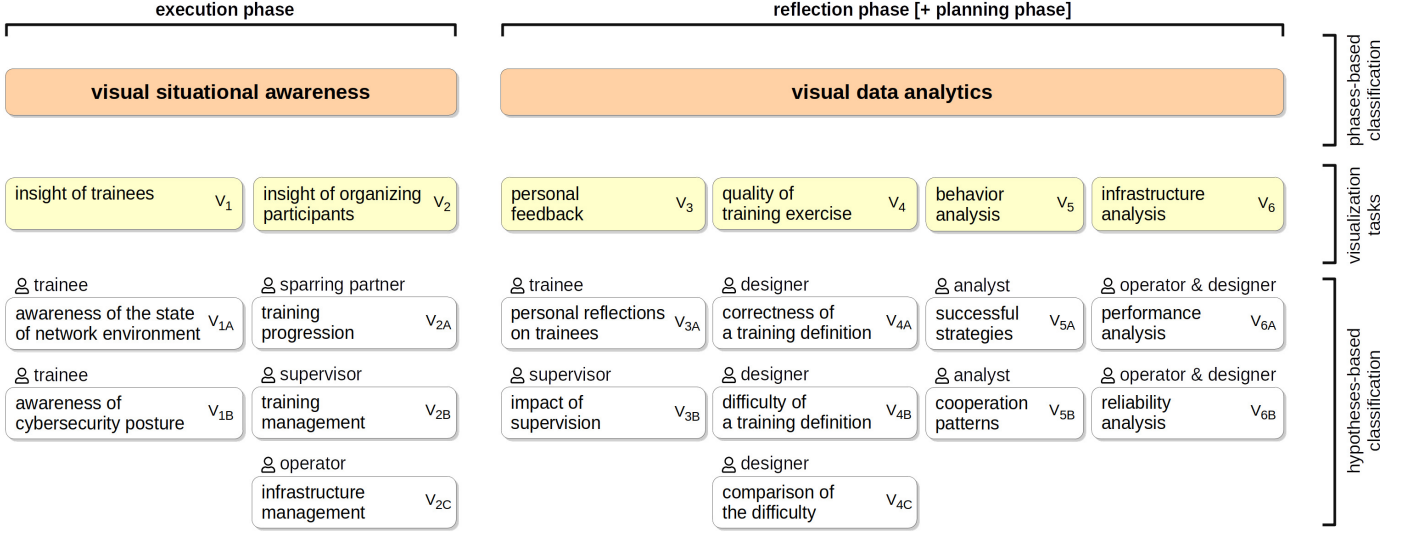 execution phase
reflection phase [+ planning phase]
visual situational awareness
visual data analytics
phases-based
classification
insight of trainees
V1
insight of organizing
participants
V2
personal
feedback
V3
quality of
training exercise
V4
behavior
analysis
V5
infrastructure
analysis
V6
visualization
tasks
trainee
awareness of the state
of network environment
V1A
sparring partner
training
progression
V2A
trainee
personal reflections
on trainees
V3A
designer
correctness of
a training definition
V4A
analyst
successful
strategies
V5A
operator & designer
performance
analysis
V6A
trainee
awareness of
cybersecurity posture
V1B
supervisor
training
management
V2B
supervisor
impact of
supervision
V3B
designer
difficulty of
a training definition
V4B
analyst
cooperation
patterns
V5B
operator & designer
reliability
analysis
V6B
operator
infrastructure
management
V2C
designer
comparison of
the difficulty
V4C
hypotheses-based
classification